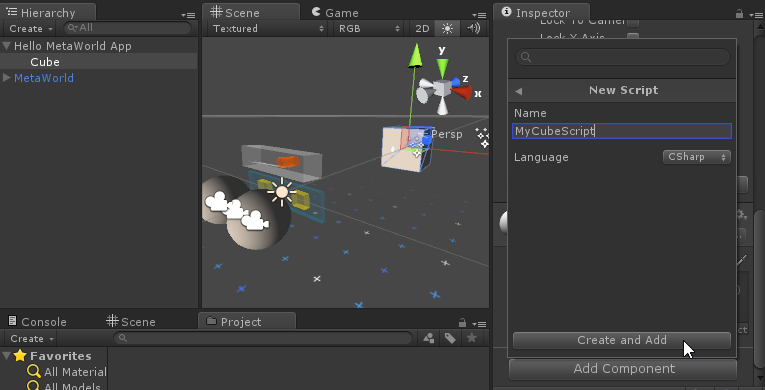 Hierarchy
Create
All
Hello MetaWorld App
Cube
MetaWorld
Scene
Game
Textured
RGB
2D
y
z
x
Persp
Inspector
Lock To Camer
Lock X Axis
New Script
Name
MyCubeScript
Language
CSharp
Create and Add
Add Component
Console
Scene
Project
Create
Favorites
All Material
All Models